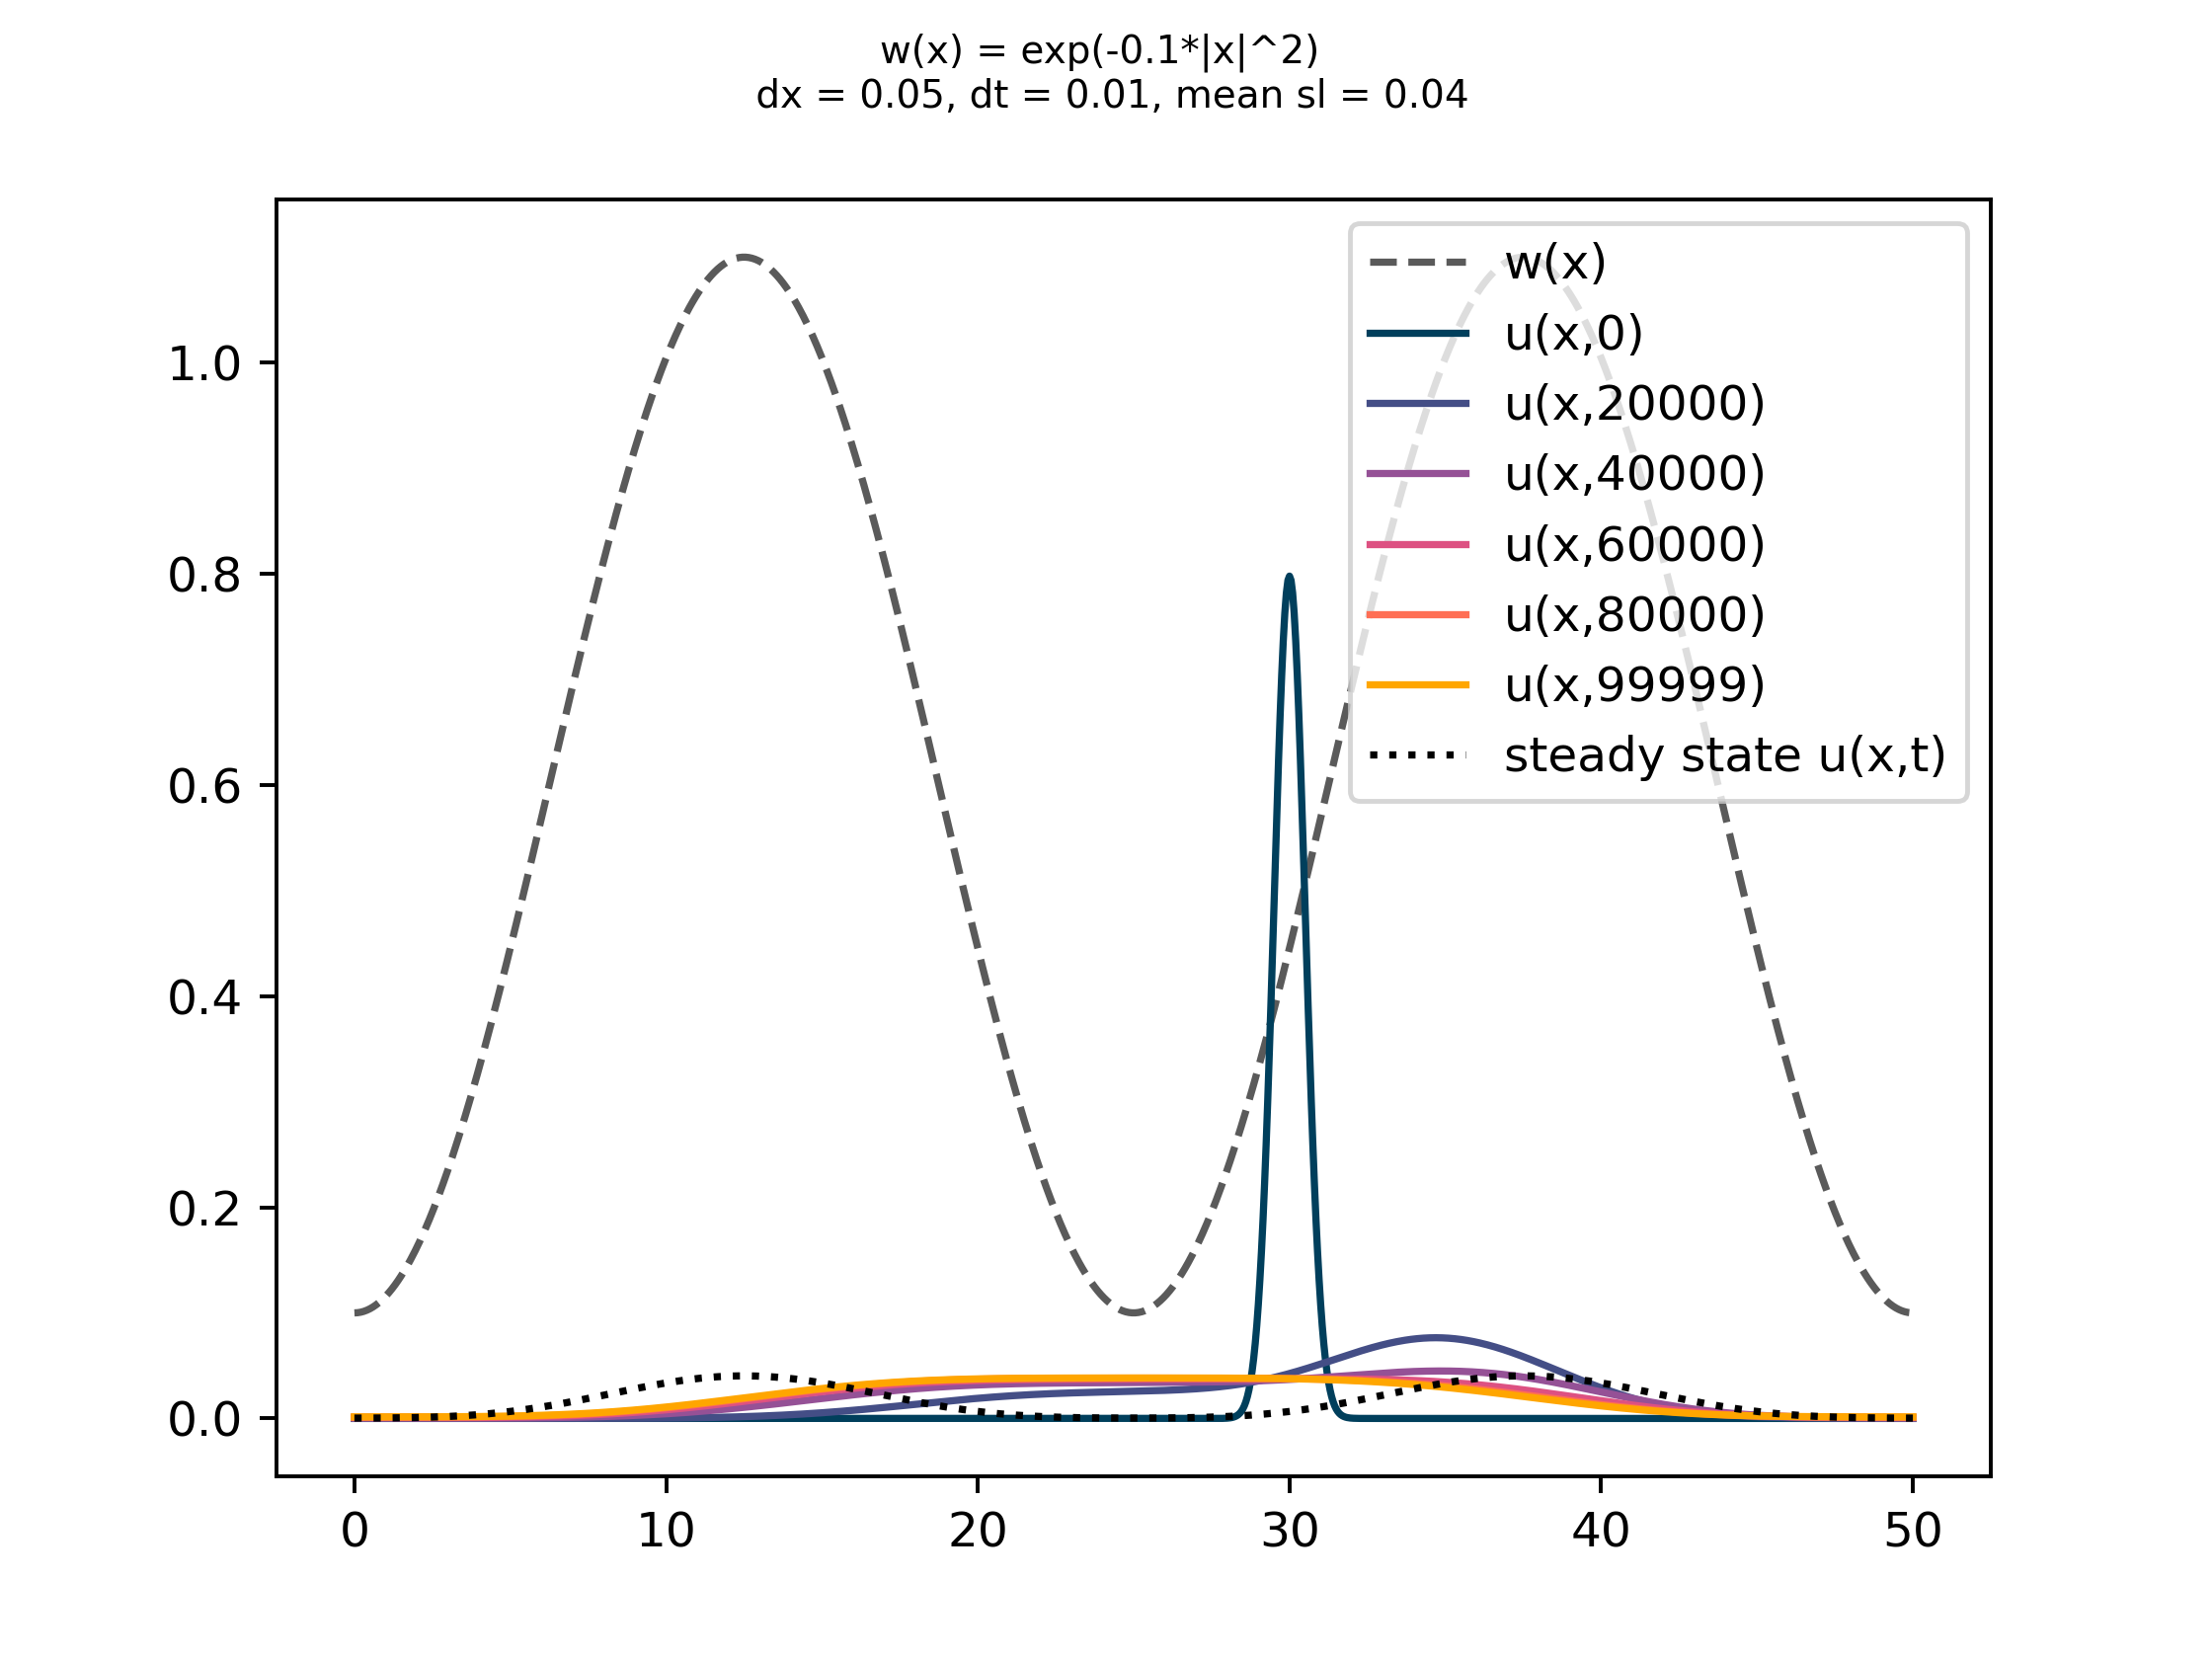 w(x) = exp(-0.1*|x|^2)
dx = 0.05, dt = 0.01, mean sl = 0.04
w(x)
u(x,0)
u(x,20000)
u(x,40000)
u(x,60000)
u(x,80000)
u(x,99999)
steady state u(x,t)
1.0
0.8
0.6
0.4
0.2
0.0
0 10 20 30 40 50